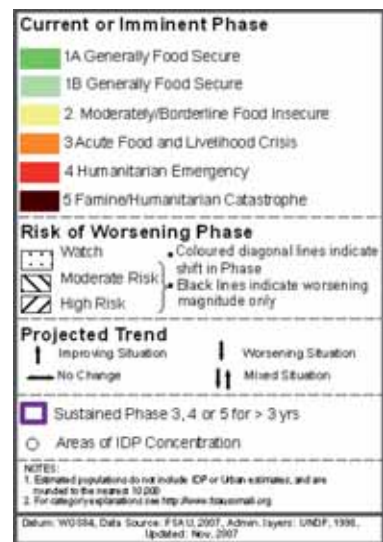 Current or Imminent Phase
1A Generally Food Secure
1B Generally Food Secure
2 Moderately/Borderline Food Insecure
3 Acute Food and Livelihood Crisis
4 Humanitarian Emergency
5 Famine/Humanitarian Catastrophe
Risk of Worsening Phase
Watch
Moderate Risk
High Risk
Coloured diagonal lines indicate
shift in Phase
Black lines indicate worsening
magnitude only
Projected Trend
Improving Situation
Worsening Situation
No Change
Mixed Situation
Sustained Phase 3, 4 or 5 for > 3 yrs
Areas of IDP Concentration
NOTES:
1. Estimated populations do not include IDP or Urban estimates, and are
rounded to the nearest 10,000
2. For category explanations see http://www.fsausomali.org
Datum: WGS84, Data Source: FSAU, 2007, Admin. layers: UNDP, 1998,
Updated: Nov, 2007